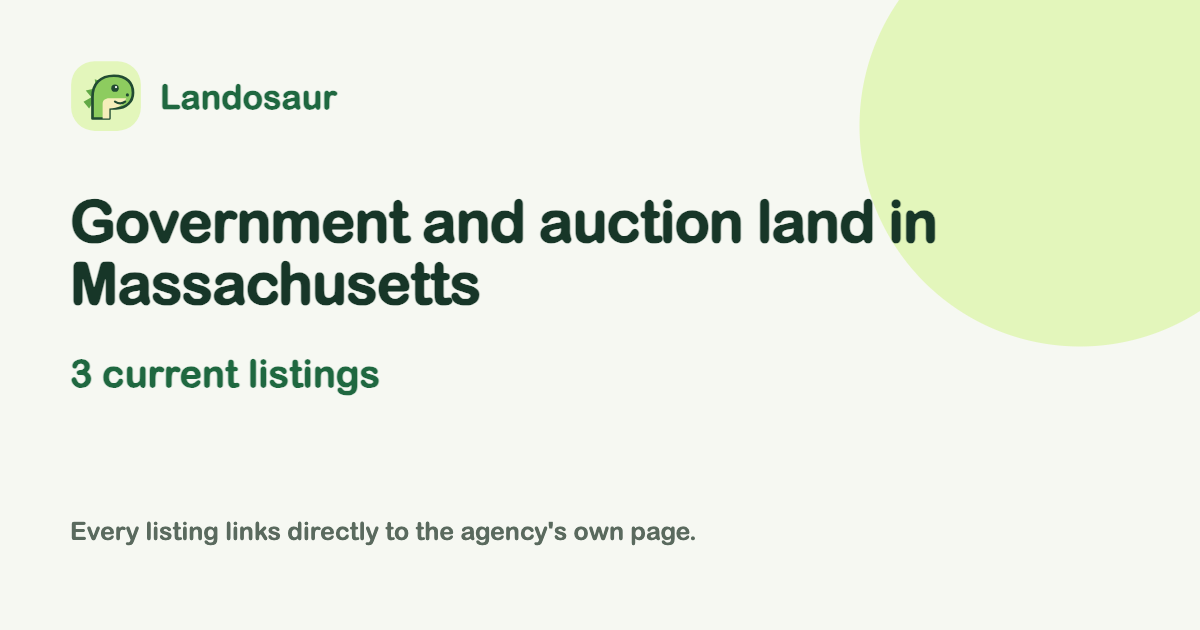 Landosaur
Government and auction land in
Massachusetts
3 current listings
Every listing links directly to the agency's own page.